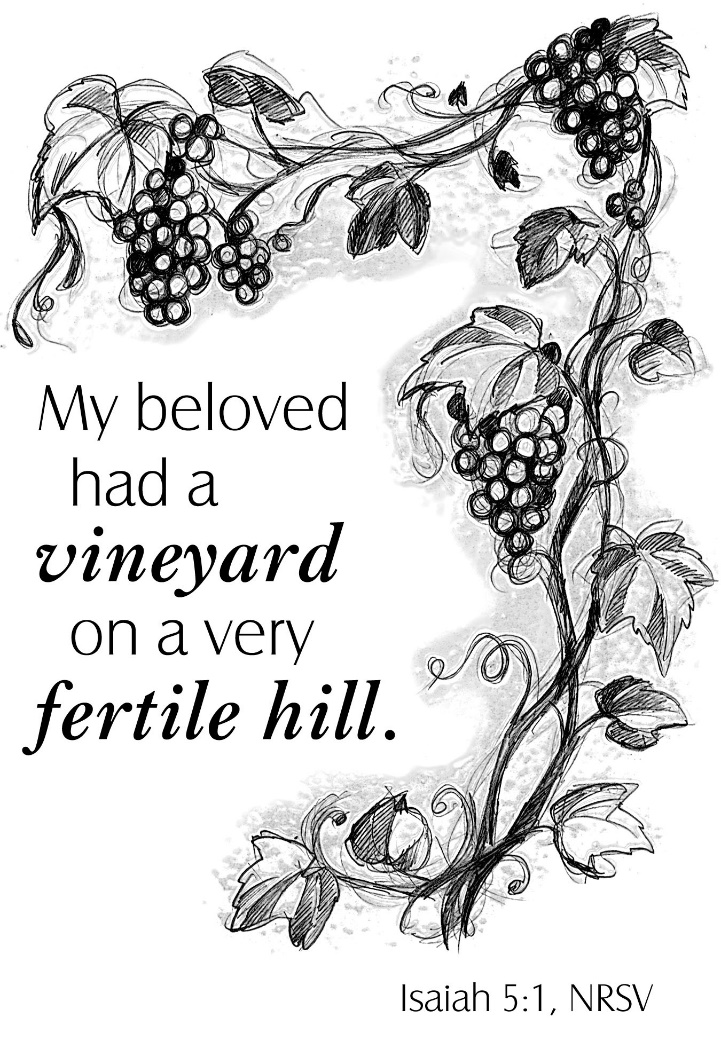 My beloved
had a
vineyard
on a very
fertile hill.
Isaiah 5:1, NRSV